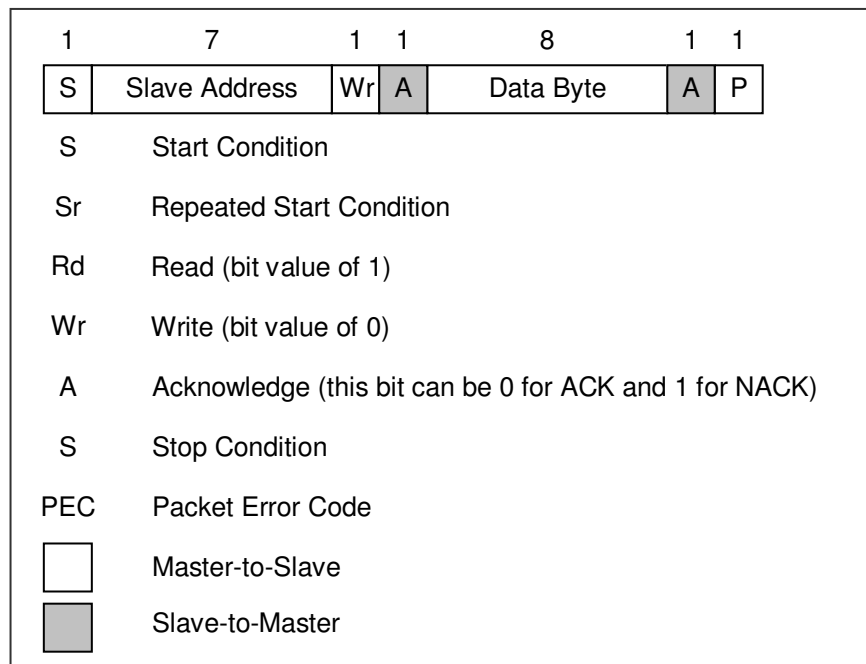 1 7 1 1 8 1 1
S Slave Address Wr A Data Byte A P
S Start Condition
Sr Repeated Start Condition
Rd Read (bit value of 1)
Wr Write (bit value of 0)
A Acknowledge (this bit can be 0 for ACK and 1 for NACK)
S Stop Condition
PEC Packet Error Code
Master-to-Slave
Slave-to-Master